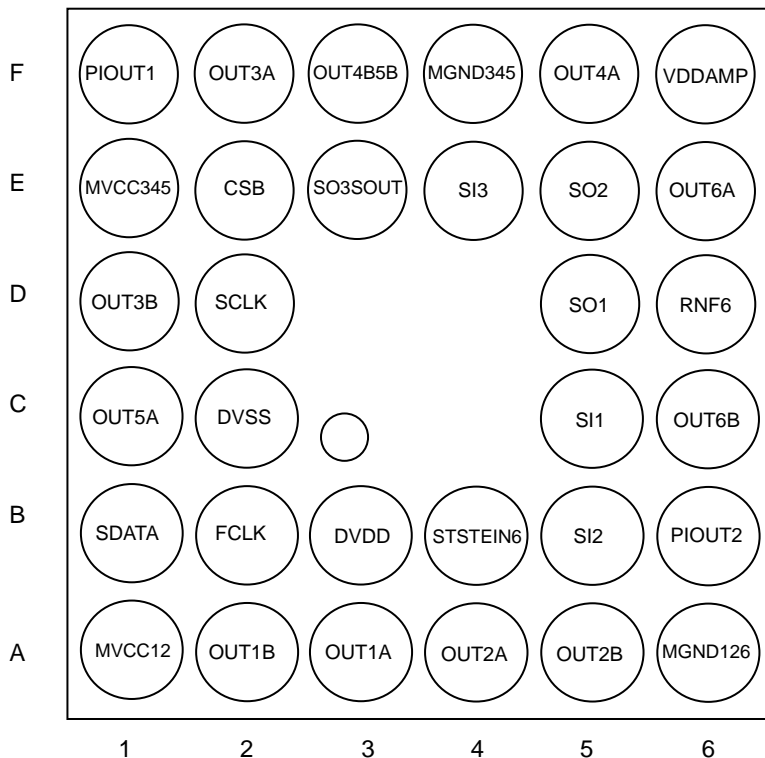 F PIOUT1 OUT3A OUT4B5B MGND345 OUT4A VDDAMP
E MVCC345 CSB SO3SOUT SI3 SO2 OUT6A
D OUT3B SCLK SO1 RNF6
C OUT5A DVSS SI1 OUT6B
B SDATA FCLK DVDD STSTEIN6 SI2 PIOUT2
A MVCC12 OUT1B OUT1A OUT2A OUT2B MGND126
1 2 3 4 5 6